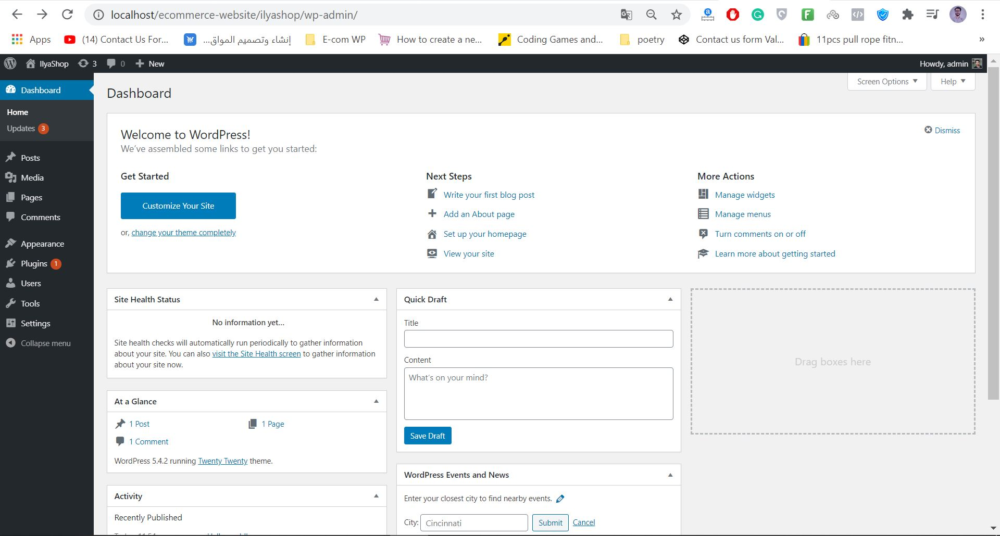 localhost/ecommerce-website/ilyashop/wp-admin/
Apps (14) Contact Us For... إنشاء وتصميم المواق... E-com WP How to create a ne... Coding Games and... poetry Contact us form Val... 11pcs pull rope fitn... »
IlyaShop 3 0 New Howdy, admin
Dashboard
Home
Updates 3
Posts
Media
Pages
Comments
Appearance
Plugins 1
Users
Tools
Settings
Collapse menu
Screen Options Help
Dashboard
Welcome to WordPress!
Dismiss
We've assembled some links to get you started:
Get Started
Customize Your Site
or, change your theme completely
Next Steps
Write your first blog post
Add an About page
Set up your homepage
View your site
More Actions
Manage widgets
Manage menus
Turn comments on or off
Learn more about getting started
Site Health Status
No information yet...
Site health checks will automatically run periodically to gather information
about your site. You can also visit the Site Health screen to gather information
about your site now.
At a Glance
1 Post 1 Page
1 Comment
WordPress 5.4.2 running Twenty Twenty theme.
Activity
Recently Published
Quick Draft
Title
Content
What's on your mind?
Save Draft
WordPress Events and News
Enter your closest city to find nearby events.
City: Cincinnati Submit Cancel
Drag boxes here